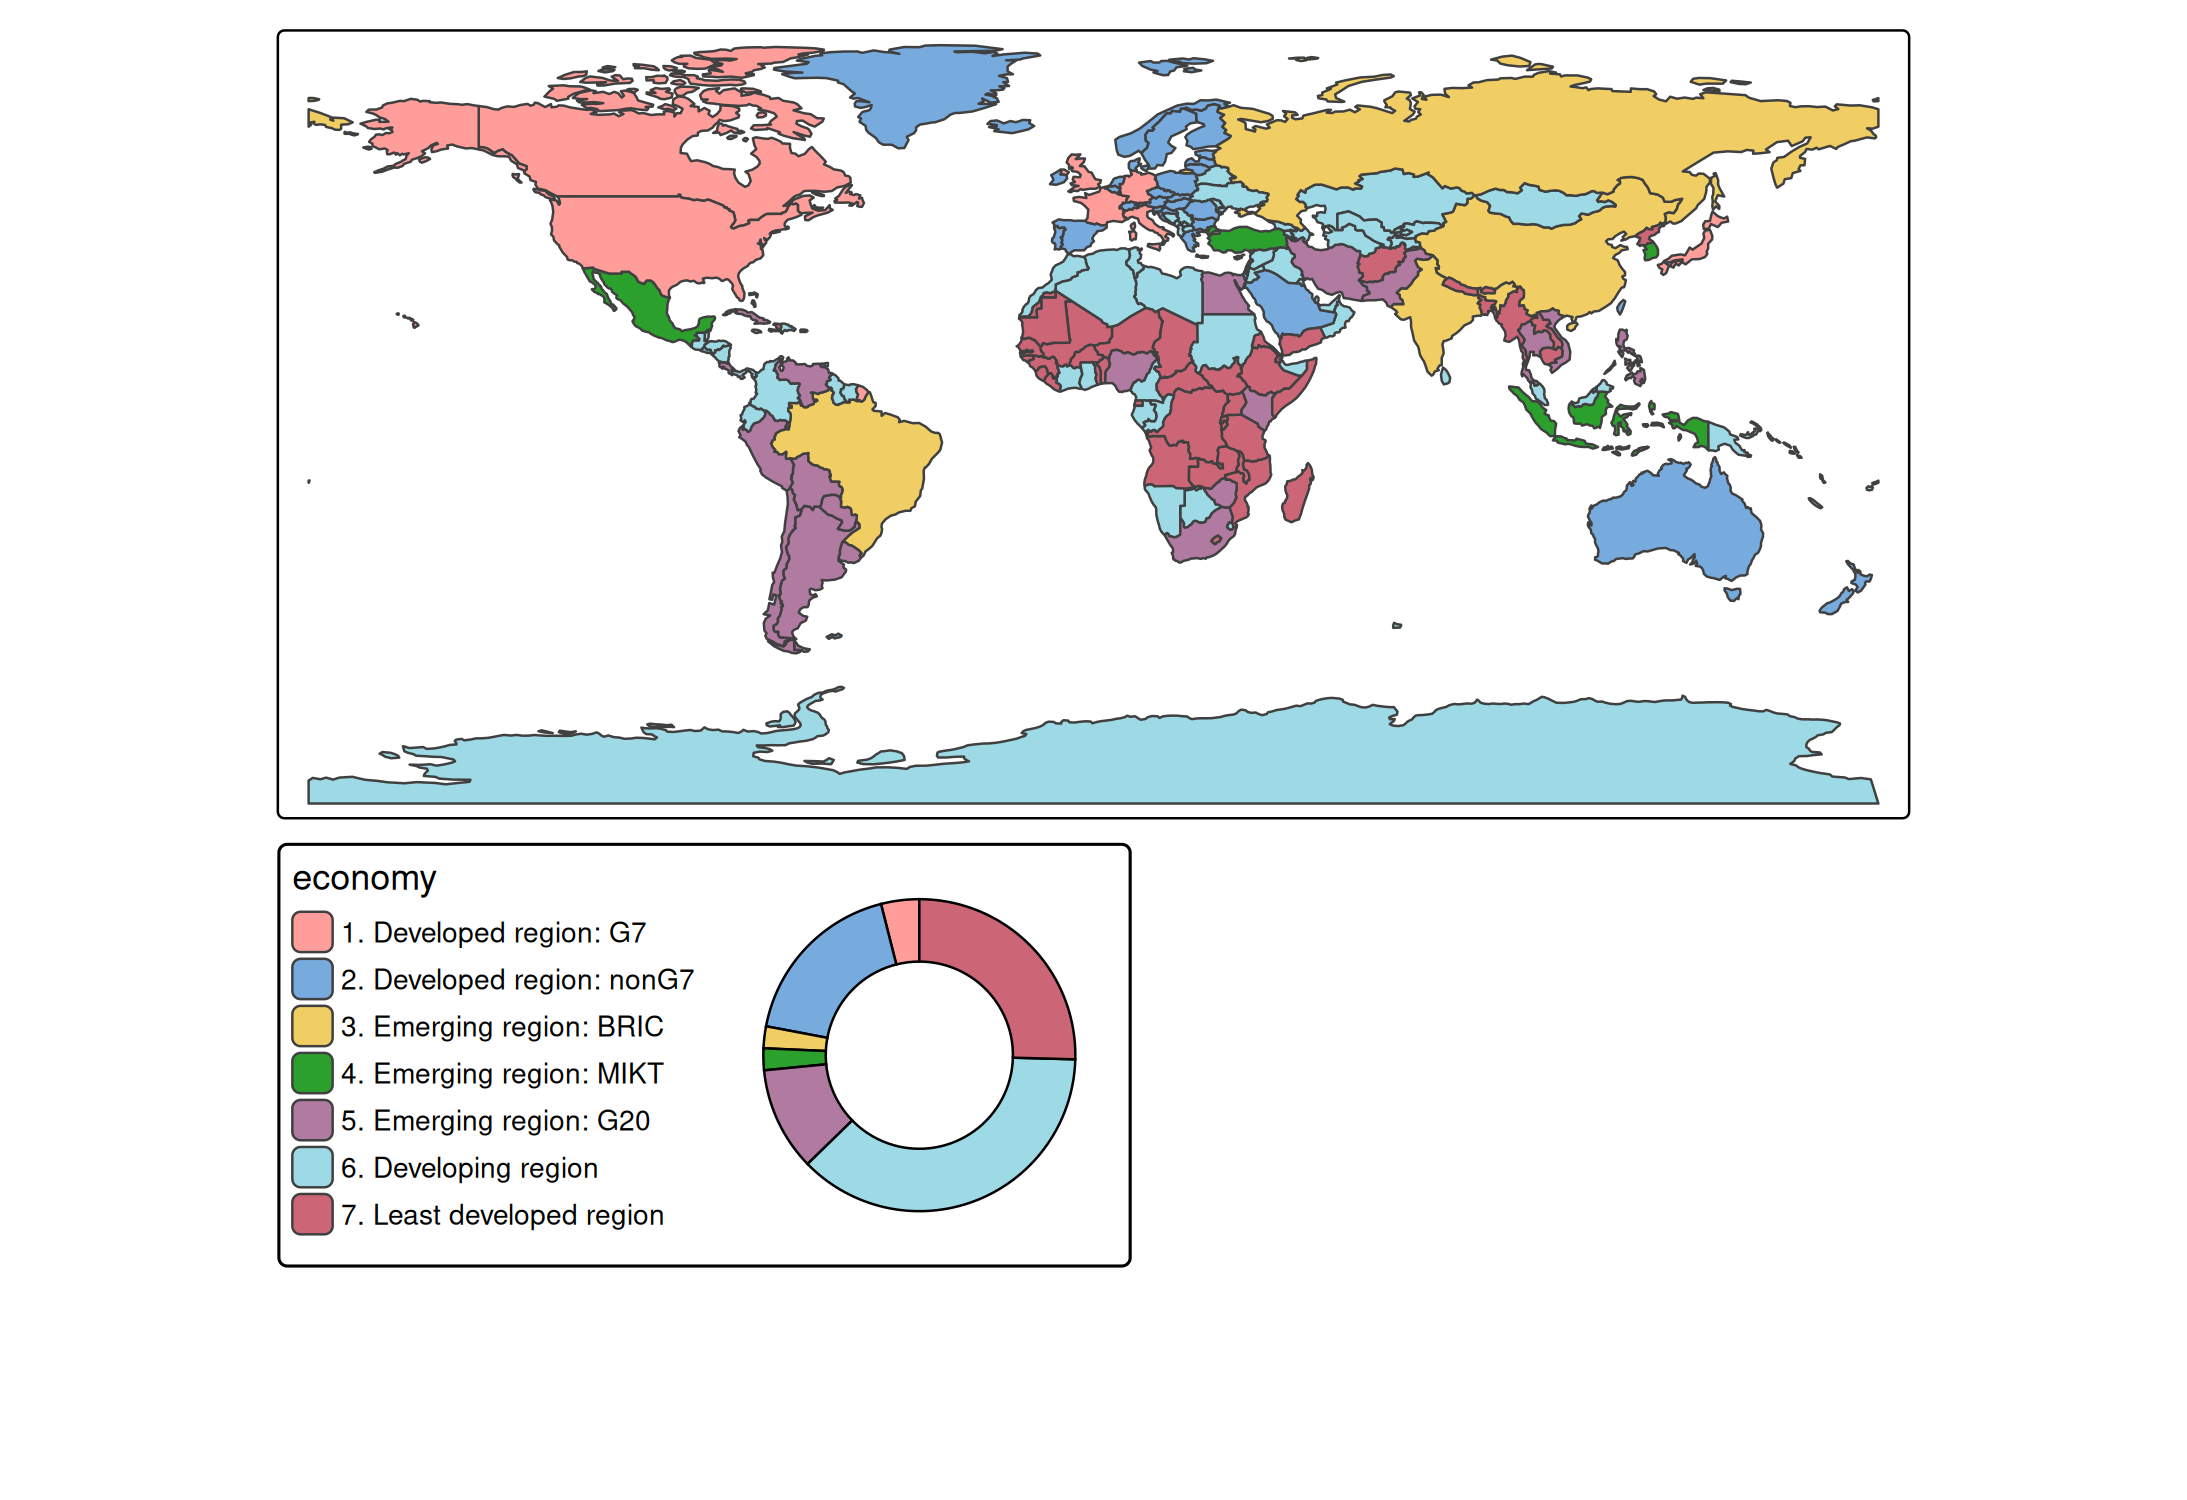 economy
1. Developed region: G7
2. Developed region: nonG7
3. Emerging region: BRIC
4. Emerging region: MIKT
5. Emerging region: G20
6. Developing region
7. Least developed region